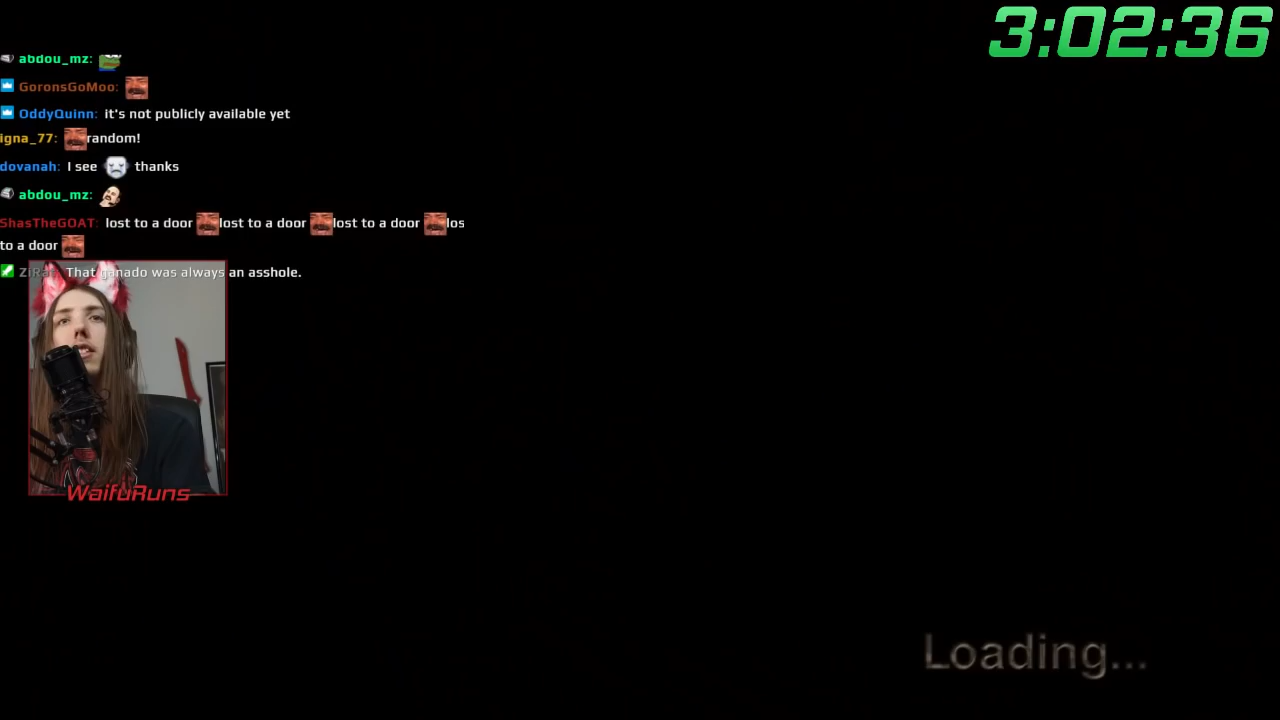 3:02:36
abdou_mz:
GoronsGoMoo:
OddyQuinn: it's not publicly available yet
igna_77: random!
dovanah: I see thanks
abdou_mz:
ShasTheGOAT: lost to a door lost to a door lost to a door los
to a door
That ganado was always an asshole.
WaifuRuns
Loading...